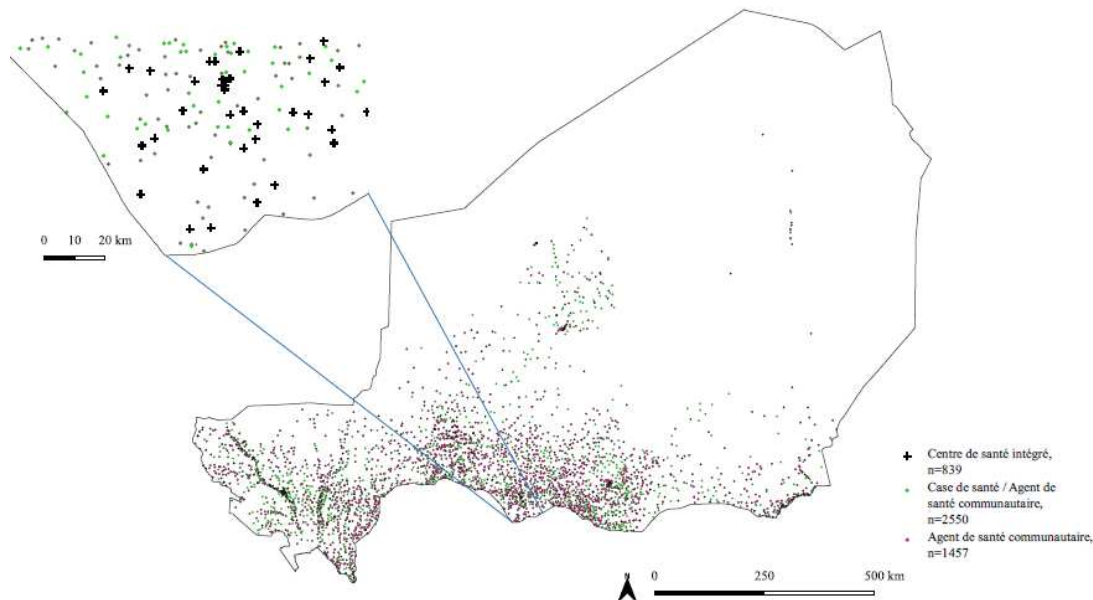 0 10 20 km
Centre de santé intégré,
n=839
Case de santé / Agent de
santé communautaire,
n=2550
Agent de santé communautaire,
n=1457
N
0 250 500 km